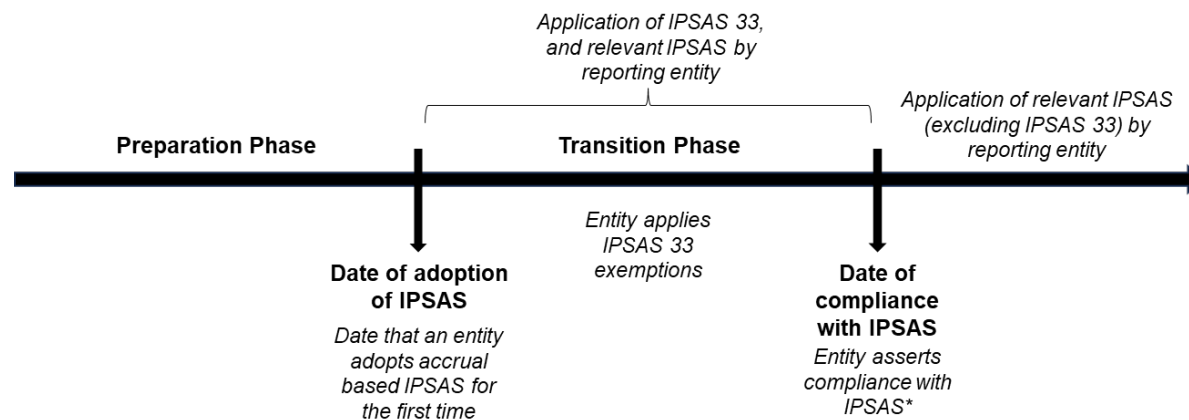 Application of IPSAS 33,
and relevant IPSAS by
reporting entity
Application of relevant IPSAS
(excluding IPSAS 33) by
reporting entity
Preparation Phase
Transition Phase
Entity applies
IPSAS 33
exemptions
Date of adoption
of IPSAS
Date that an entity
adopts accrual
based IPSAS for
the first time
Date of
compliance
with IPSAS
Entity asserts
compliance with
IPSAS*